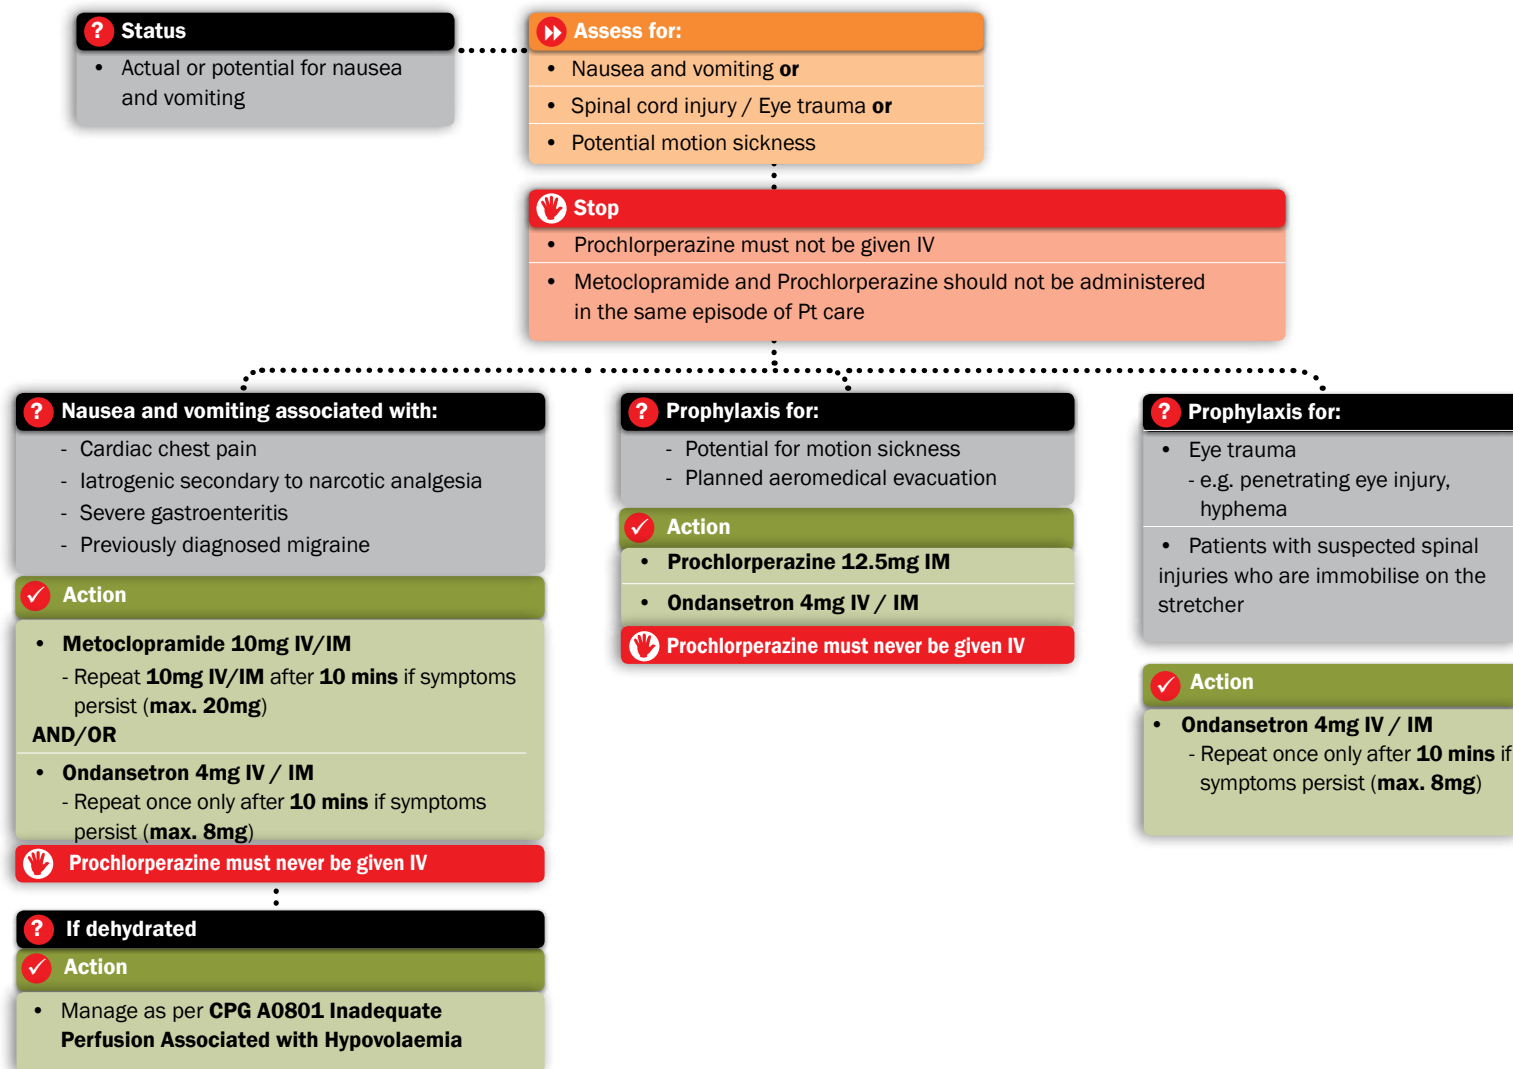 ? Status
• Actual or potential for nausea
and vomiting
Assess for:
• Nausea and vomiting or
• Spinal cord injury / Eye trauma or
• Potential motion sickness
Stop
• Prochlorperazine must not be given IV
• Metoclopramide and Prochlorperazine should not be administered
in the same episode of Pt care
? Nausea and vomiting associated with:
- Cardiac chest pain
- Iatrogenic secondary to narcotic analgesia
- Severe gastroenteritis
- Previously diagnosed migraine
Action
• Metoclopramide 10mg IV/IM
- Repeat 10mg IV/IM after 10 mins if symptoms
persist (max. 20mg)
AND/OR
• Ondansetron 4mg IV / IM
- Repeat once only after 10 mins if symptoms
persist (max. 8mg)
Prochlorperazine must never be given IV
? If dehydrated
Action
• Manage as per CPG A0801 Inadequate
Perfusion Associated with Hypovolaemia
? Prophylaxis for:
- Potential for motion sickness
- Planned aeromedical evacuation
Action
• Prochlorperazine 12.5mg IM
• Ondansetron 4mg IV / IM
Prochlorperazine must never be given IV
? Prophylaxis for:
• Eye trauma
- e.g. penetrating eye injury,
hyphema
• Patients with suspected spinal
injuries who are immobilise on the
stretcher
Action
• Ondansetron 4mg IV / IM
- Repeat once only after 10 mins if
symptoms persist (max. 8mg)